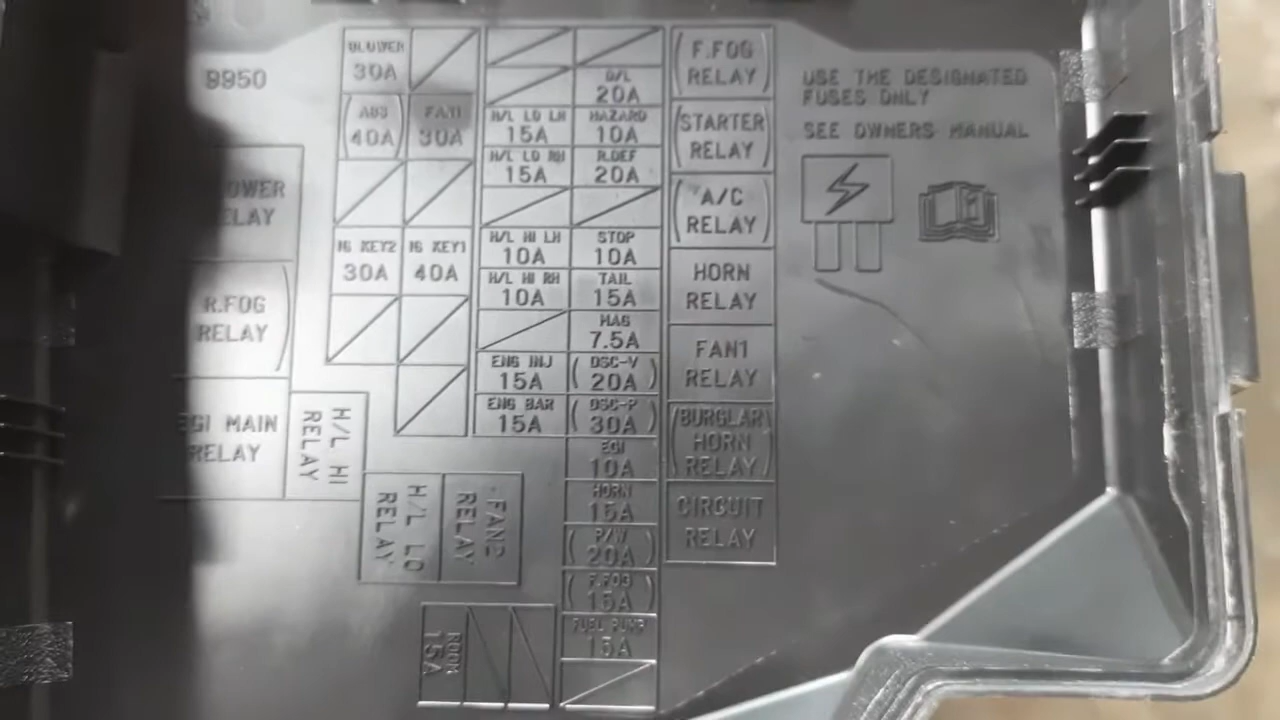 B950
OWER
ELAY
R.FOG
RELAY
EGI MAIN
RELAY
H/L HI
RELAY
H/L LO
RELAY
FAN2
RELAY
BLOWER
30A
(ABS
40A)
FAN1
30A
IG KEY2
30A
IG KEY1
40A
H/L LO LH
15A
H/L LO RH
15A
H/L HI LH
10A
H/L HI RH
10A
ENG INJ
15A
ENG BAR
15A
D/L
20A
HAZARD
10A
R.DEF
20A
STOP
10A
TAIL
15A
MAG
7.5A
(DSC-V
20A)
(DSC-P
30A)
EGI
10A
HORN
15A
(P/W
20A)
(F.FOG
15A)
FUEL PUMP
15A
ROOM
15A
(F.FOG
RELAY)
(STARTER
RELAY)
(A/C
RELAY)
HORN
RELAY
FAN1
RELAY
(BURGLAR
HORN
RELAY)
CIRCUIT
RELAY
USE THE DESIGNATED
FUSES ONLY
SEE OWNERS MANUAL